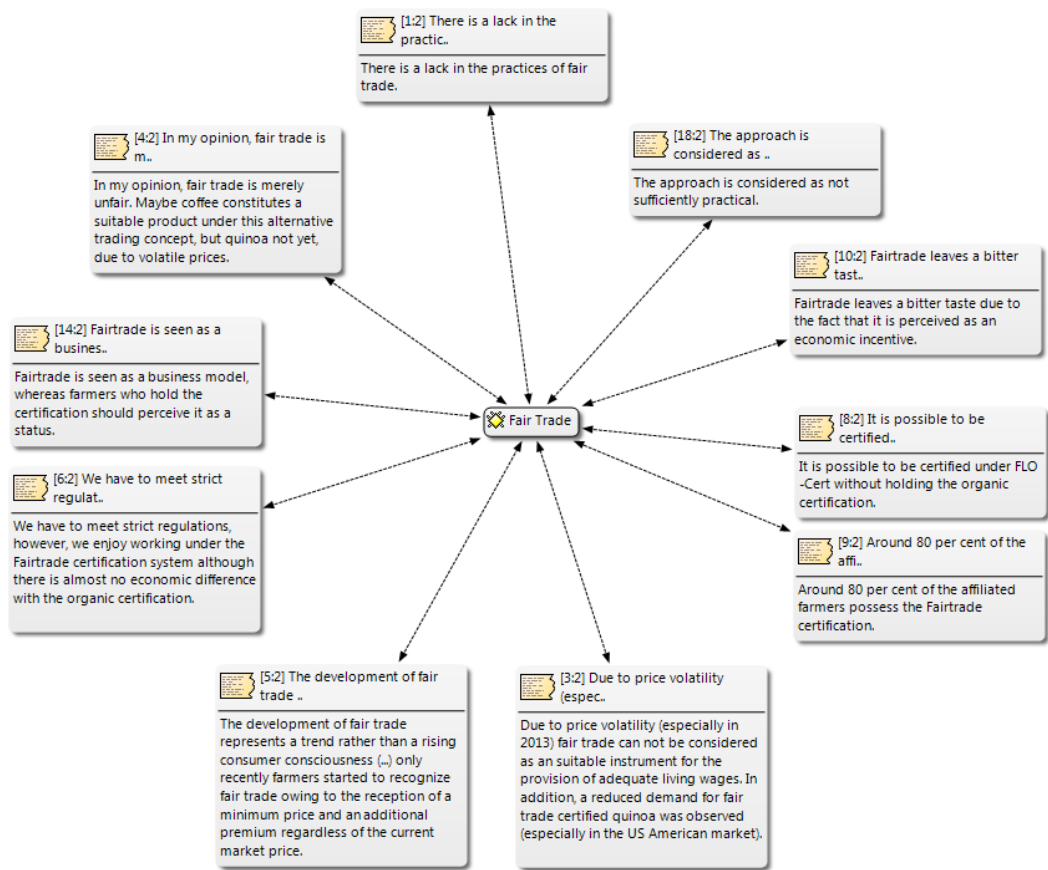 [1:2] There is a lack in the
practic..
There is a lack in the practices of fair
trade.
[4:2] In my opinion, fair trade is
m..
In my opinion, fair trade is merely
unfair. Maybe coffee constitutes a
suitable product under this alternative
trading concept, but quinoa not yet,
due to volatile prices.
[18:2] The approach is
considered as ..
The approach is considered as not
sufficiently practical.
[10:2] Fairtrade leaves a bitter
tast..
Fairtrade leaves a bitter taste due to
the fact that it is perceived as an
economic incentive.
[14:2] Fairtrade is seen as a
busines..
Fairtrade is seen as a business model,
whereas farmers who hold the
certification should perceive it as a
status.
Fair Trade
[8:2] It is possible to be
certified..
It is possible to be certified under FLO
-Cert without holding the organic
certification.
[6:2] We have to meet strict
regulat..
We have to meet strict regulations,
however, we enjoy working under the
Fairtrade certification system although
there is almost no economic difference
with the organic certification.
[9:2] Around 80 per cent of the
affi..
Around 80 per cent of the affiliated
farmers possess the Fairtrade
certification.
[5:2] The development of fair
trade ..
The development of fair trade
represents a trend rather than a rising
consumer consciousness (...) only
recently farmers started to recognize
fair trade owing to the reception of a
minimum price and an additional
premium regardless of the current
market price.
[3:2] Due to price volatility
(espec..
Due to price volatility (especially in
2013) fair trade can not be considered
as an suitable instrument for the
provision of adequate living wages. In
addition, a reduced demand for fair
trade certified quinoa was observed
(especially in the US American market).